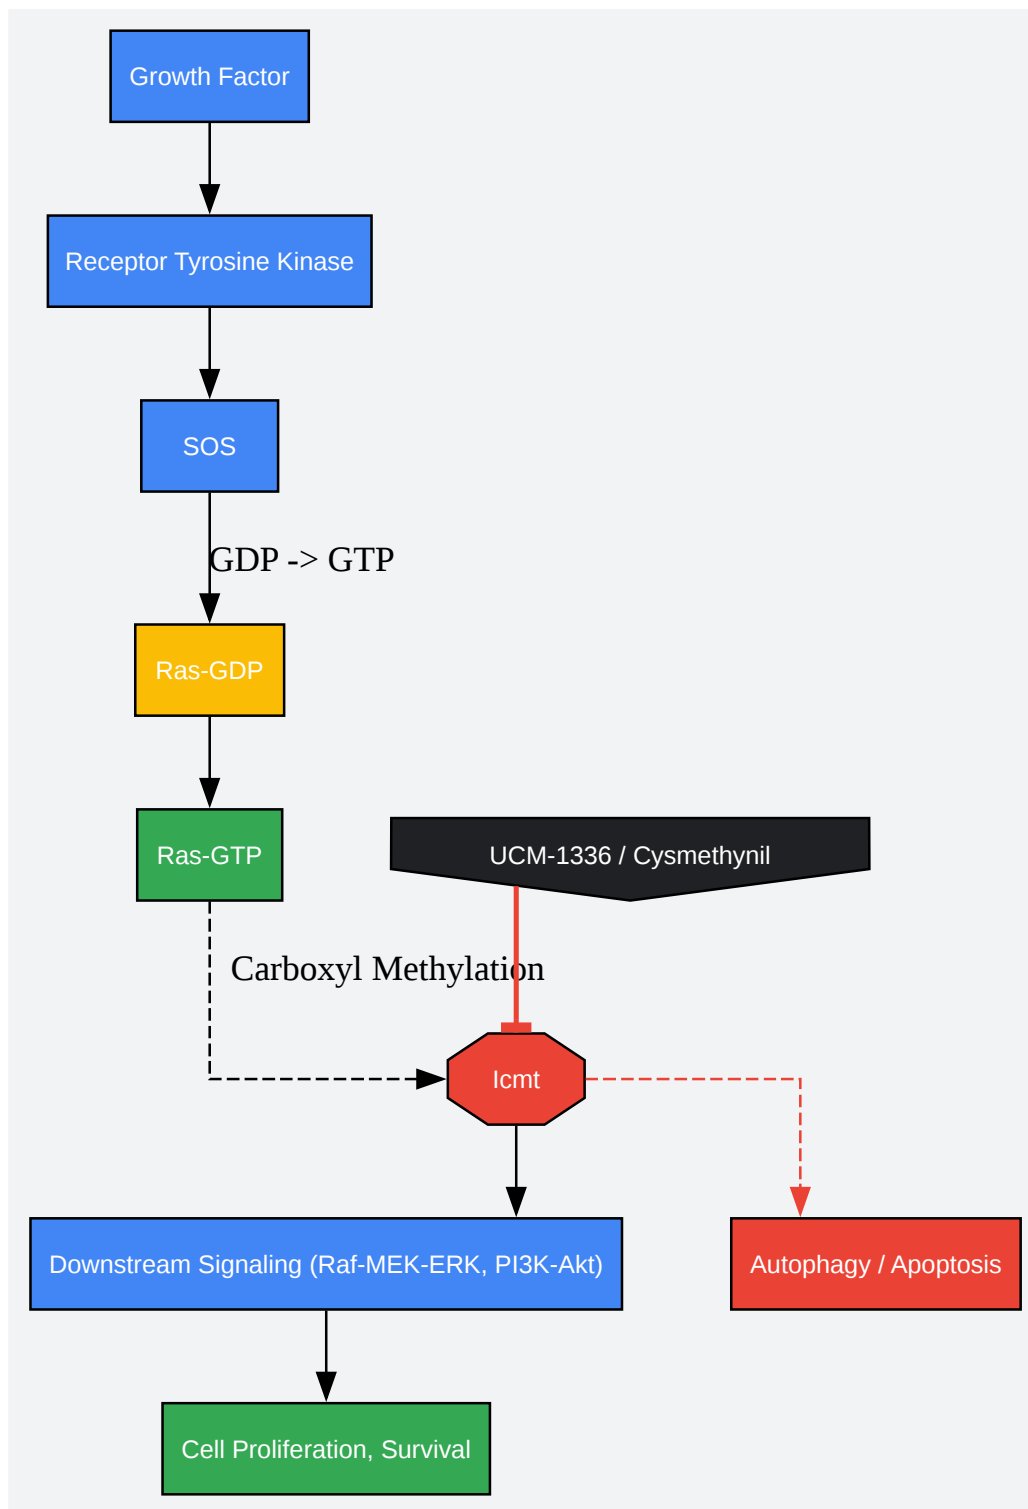 Growth Factor
Receptor Tyrosine Kinase
SOS
GDP -> GTP
Ras-GDP
Ras-GTP
UCM-1336 / Cysmethynil
Carboxyl Methylation
Icmt
Downstream Signaling (Raf-MEK-ERK, PI3K-Akt)
Autophagy / Apoptosis
Cell Proliferation, Survival